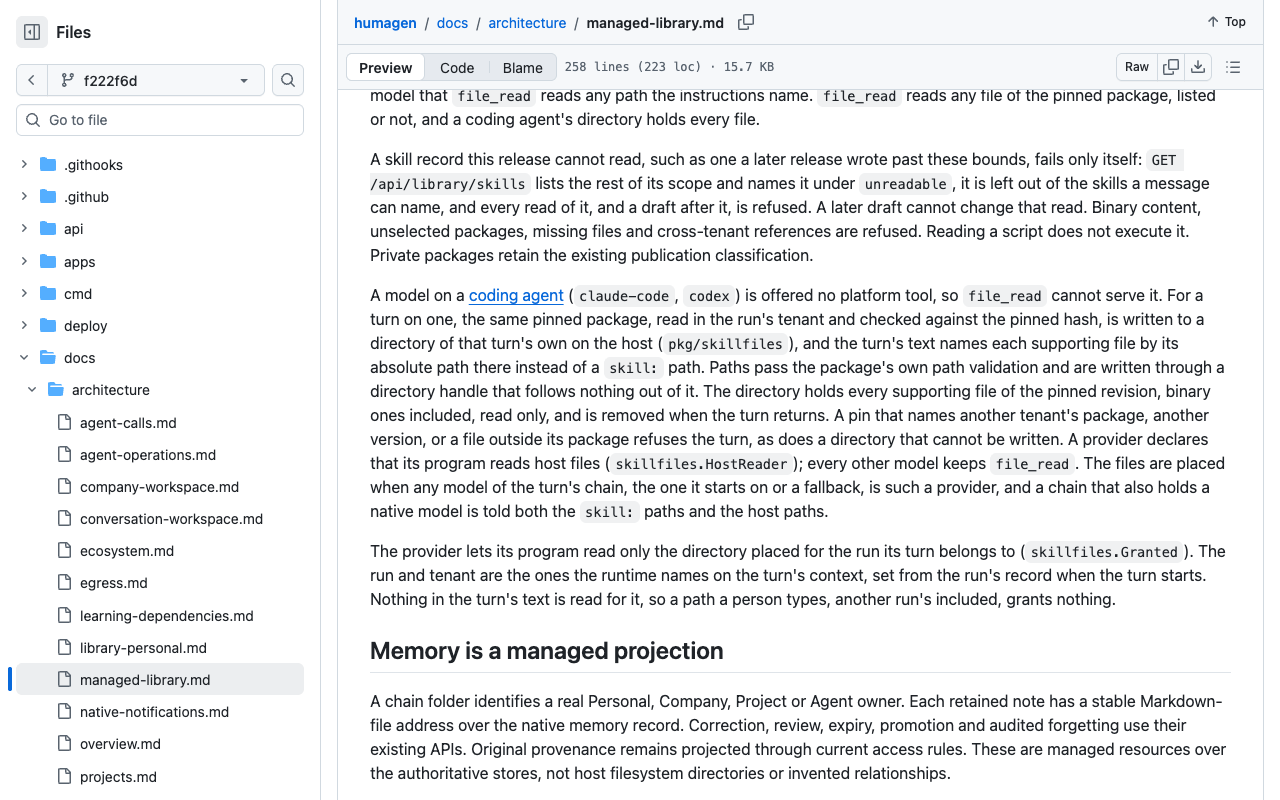 Files
f222f6d
Go to file
.githooks
.github
api
apps
cmd
deploy
docs
architecture
agent-calls.md
agent-operations.md
company-workspace.md
conversation-workspace.md
ecosystem.md
egress.md
learning-dependencies.md
library-personal.md
managed-library.md
native-notifications.md
overview.md
projects.md
humagen / docs / architecture / managed-library.md
Top
Preview Code Blame 258 lines (223 loc) · 15.7 KB Raw
model that file_read reads any path the instructions name. file_read reads any file of the pinned package, listed
or not, and a coding agent's directory holds every file.
A skill record this release cannot read, such as one a later release wrote past these bounds, fails only itself: GET
/api/library/skills lists the rest of its scope and names it under unreadable, it is left out of the skills a message
can name, and every read of it, and a draft after it, is refused. A later draft cannot change that read. Binary content,
unselected packages, missing files and cross-tenant references are refused. Reading a script does not execute it.
Private packages retain the existing publication classification.
A model on a coding agent (claude-code, codex) is offered no platform tool, so file_read cannot serve it. For a
turn on one, the same pinned package, read in the run's tenant and checked against the pinned hash, is written to a
directory of that turn's own on the host (pkg/skillfiles), and the turn's text names each supporting file by its
absolute path there instead of a skill: path. Paths pass the package's own path validation and are written through a
directory handle that follows nothing out of it. The directory holds every supporting file of the pinned revision, binary
ones included, read only, and is removed when the turn returns. A pin that names another tenant's package, another
version, or a file outside its package refuses the turn, as does a directory that cannot be written. A provider declares
that its program reads host files (skillfiles.HostReader); every other model keeps file_read. The files are placed
when any model of the turn's chain, the one it starts on or a fallback, is such a provider, and a chain that also holds a
native model is told both the skill: paths and the host paths.
The provider lets its program read only the directory placed for the run its turn belongs to (skillfiles.Granted). The
run and tenant are the ones the runtime names on the turn's context, set from the run's record when the turn starts.
Nothing in the turn's text is read for it, so a path a person types, another run's included, grants nothing.
Memory is a managed projection
A chain folder identifies a real Personal, Company, Project or Agent owner. Each retained note has a stable Markdown-
file address over the native memory record. Correction, review, expiry, promotion and audited forgetting use their
existing APIs. Original provenance remains projected through current access rules. These are managed resources over
the authoritative stores, not host filesystem directories or invented relationships.